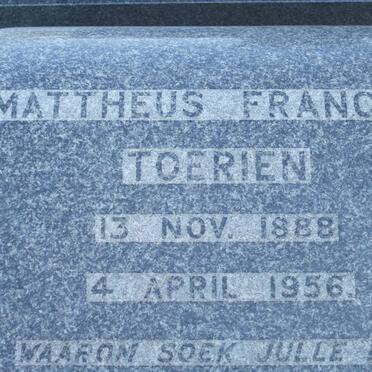 MATTHEUS FRANC
TOERIEN
13 NOV. 1888
4 APRIL 1956.
WAAROM SOEK JULLE